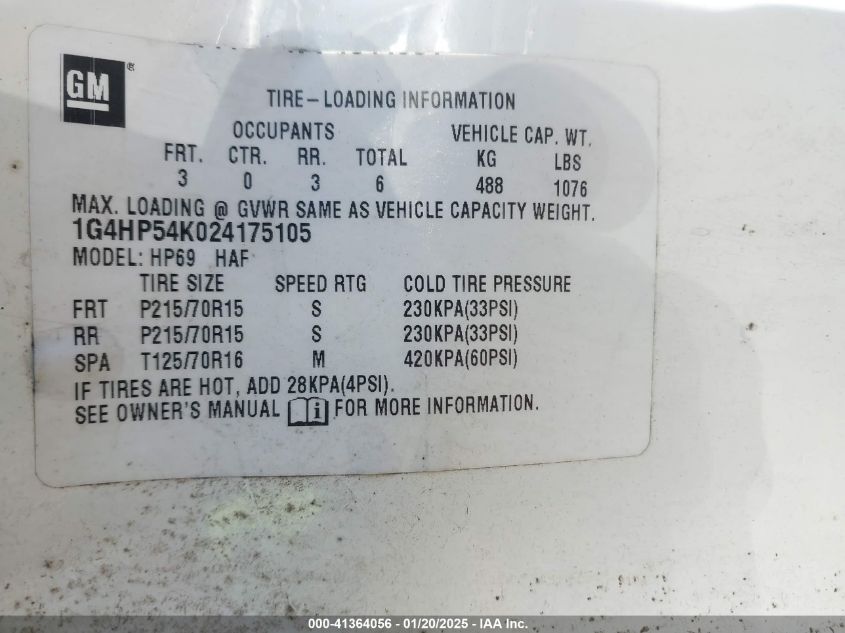 GM
TIRE-LOADING INFORMATION
OCCUPANTS VEHICLE CAP. WT.
FRT. CTR. RR. TOTAL KG LBS
3 0 3 6 488 1076
MAX. LOADING @ GVWR SAME AS VEHICLE CAPACITY WEIGHT.
1G4HP54K024175105
MODEL: HP69 HAF
TIRE SIZE SPEED RTG COLD TIRE PRESSURE
FRT P215/70R15 S 230KPA(33PSI)
RR P215/70R15 S 230KPA(33PSI)
SPA T125/70R16 M 420KPA(60PSI)
IF TIRES ARE HOT, ADD 28KPA(4PSI).
SEE OWNER'S MANUAL i FOR MORE INFORMATION.
000-41364056 — 01/20/2025 — IAA Inc.